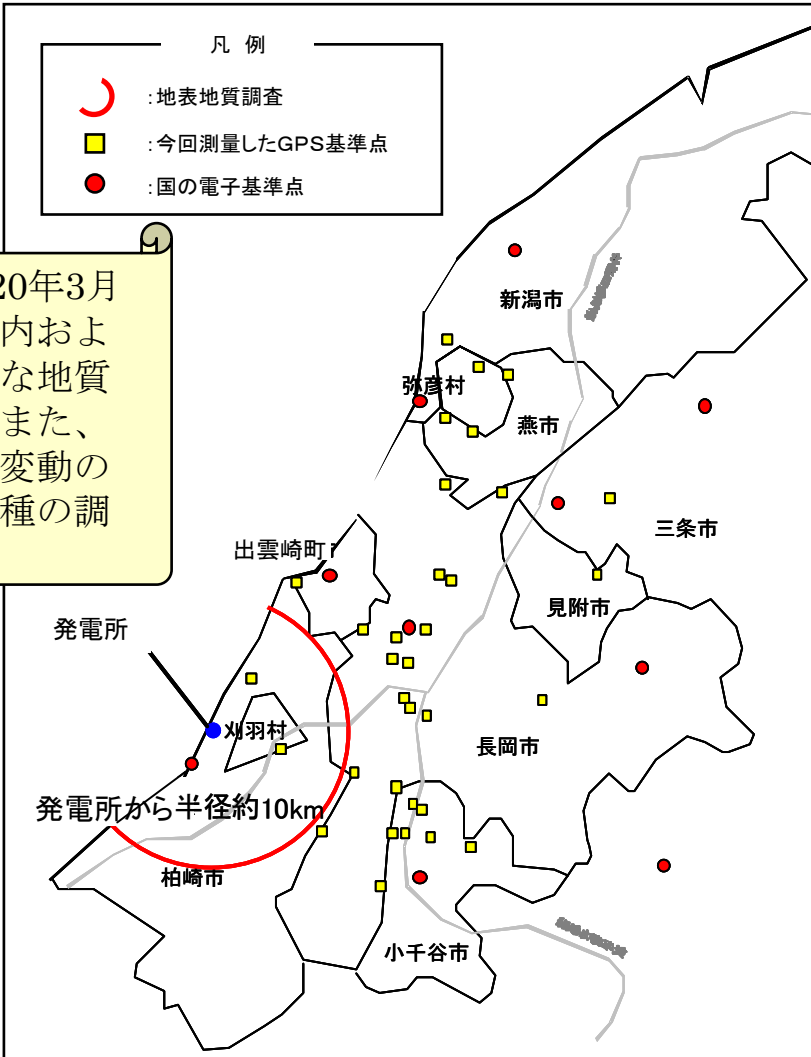 凡 例
:地表地質調査
:今回測量したGPS基準点
:国の電子基準点
20年3月
内およ
な地質
また、
変動の
種の調
新潟市
弥彦村
燕市
三条市
出雲崎町
見附市
発電所
刈羽村
長岡市
発電所から半径約10km
柏崎市
小千谷市